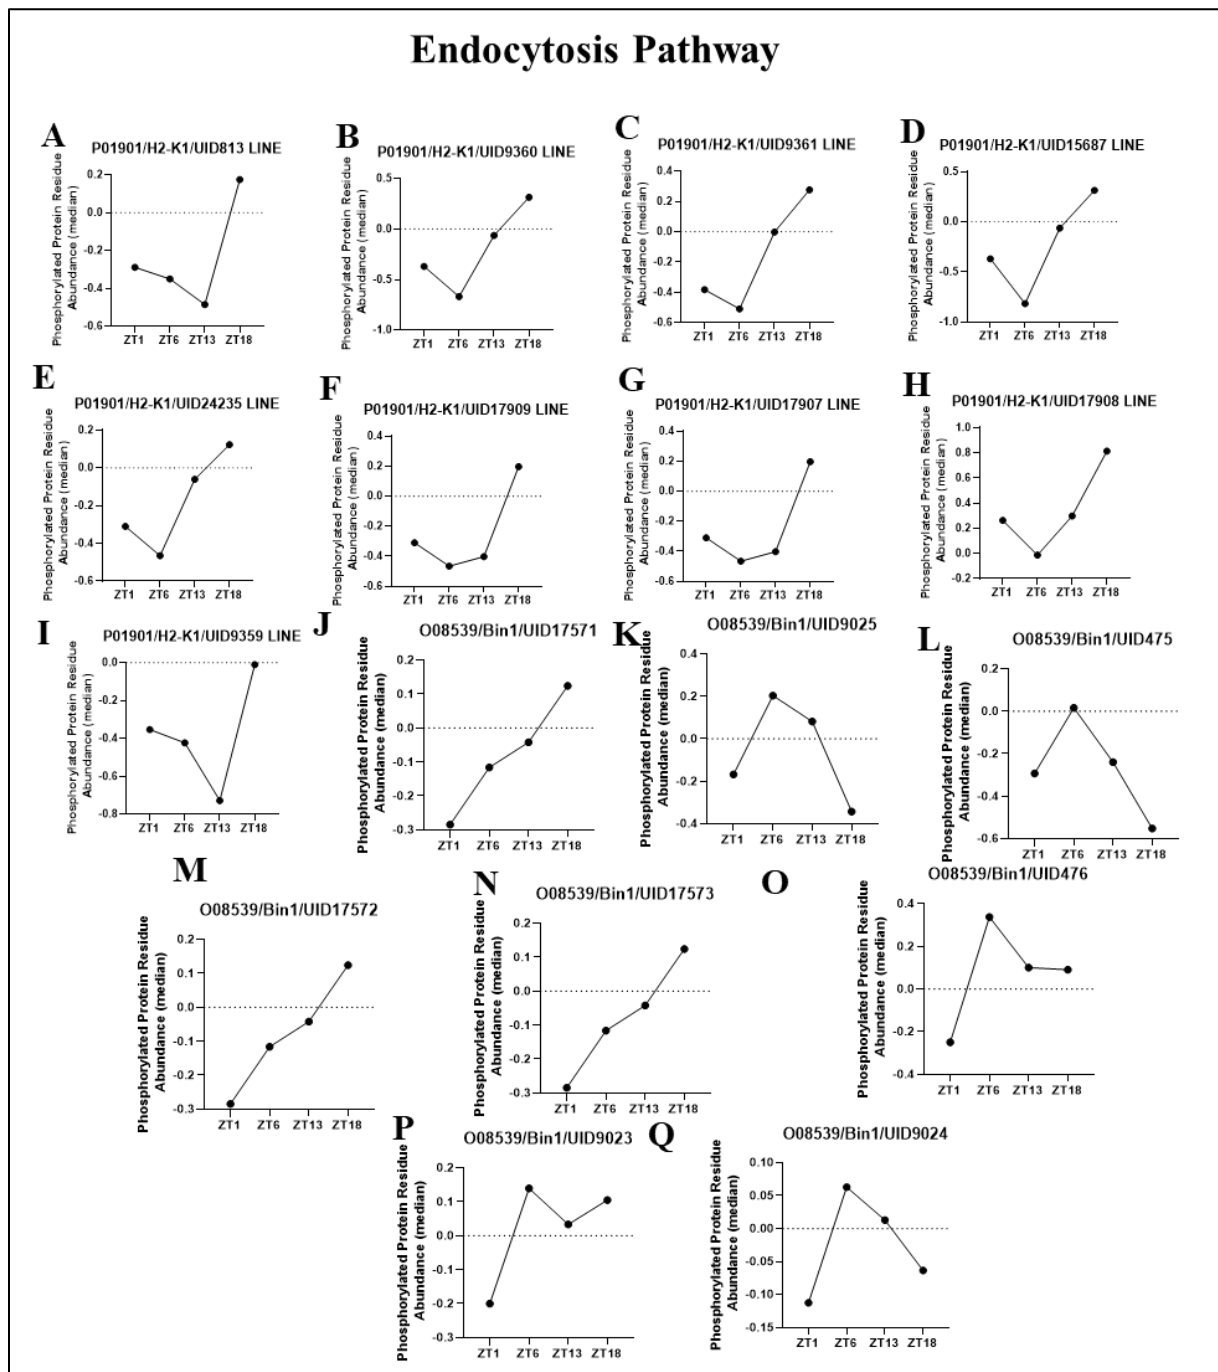 Endocytosis Pathway
A
P01901/H2-K1/UID813 LINE
Phosphorylated Protein Residue
Abundance (median)
0.2
0.0
-0.2
-0.4
-0.6
ZT1 ZT6 ZT13 ZT18
B
P01901/H2-K1/UID9360 LINE
Phosphorylated Protein Residue
Abundance (median)
0.5
0.0
-0.5
-1.0
ZT1 ZT6 ZT13 ZT18
C
P01901/H2-K1/UID9361 LINE
Phosphorylated Protein Residue
Abundance (median)
0.4
0.2
0.0
-0.2
-0.4
-0.6
ZT1 ZT6 ZT13 ZT18
D
P01901/H2-K1/UID15687 LINE
Phosphorylated Protein Residue
Abundance (median)
0.5
0.0
-0.5
-1.0
ZT1 ZT6 ZT13 ZT18
E
P01901/H2-K1/UID24235 LINE
Phosphorylated Protein Residue
Abundance (median)
0.2
0.0
-0.2
-0.4
-0.6
ZT1 ZT6 ZT13 ZT18
F
P01901/H2-K1/UID17909 LINE
Phosphorylated Protein Residue
Abundance (median)
0.4
0.2
0.0
-0.2
-0.4
-0.6
ZT1 ZT6 ZT13 ZT18
G
P01901/H2-K1/UID17907 LINE
Phosphorylated Protein Residue
Abundance (median)
0.4
0.2
0.0
-0.2
-0.4
-0.6
ZT1 ZT6 ZT13 ZT18
H
P01901/H2-K1/UID17908 LINE
Phosphorylated Protein Residue
Abundance (median)
1.0
0.8
0.6
0.4
0.2
0.0
-0.2
ZT1 ZT6 ZT13 ZT18
I
P01901/H2-K1/UID9359 LINE
Phosphorylated Protein Residue
Abundance (median)
0.0
-0.2
-0.4
-0.6
-0.8
ZT1 ZT6 ZT13 ZT18
J
O08539/Bin1/UID17571
Phosphorylated Protein Residue
Abundance (median)
0.2
0.1
0.0
-0.1
-0.2
-0.3
ZT1 ZT6 ZT13 ZT18
K
O08539/Bin1/UID9025
Phosphorylated Protein Residue
Abundance (median)
0.4
0.2
0.0
-0.2
-0.4
ZT1 ZT6 ZT13 ZT18
L
O08539/Bin1/UID475
Phosphorylated Protein Residue
Abundance (median)
0.2
0.0
-0.2
-0.4
-0.6
ZT1 ZT6 ZT13 ZT18
M
O08539/Bin1/UID17572
Phosphorylated Protein Residue
Abundance (median)
0.2
0.1
0.0
-0.1
-0.2
-0.3
ZT1 ZT6 ZT13 ZT18
N
O08539/Bin1/UID17573
Phosphorylated Protein Residue
Abundance (median)
0.2
0.1
0.0
-0.1
-0.2
-0.3
ZT1 ZT6 ZT13 ZT18
O
O08539/Bin1/UID476
Phosphorylated Protein Residue
Abundance (median)
0.4
0.2
0.0
-0.2
-0.4
ZT1 ZT6 ZT13 ZT18
P
O08539/Bin1/UID9023
Phosphorylated Protein Residue
Abundance (median)
0.2
0.1
0.0
-0.1
-0.2
-0.3
ZT1 ZT6 ZT13 ZT18
Q
O08539/Bin1/UID9024
Phosphorylated Protein Residue
Abundance (median)
0.10
0.05
0.00
-0.05
-0.10
-0.15
ZT1 ZT6 ZT13 ZT18